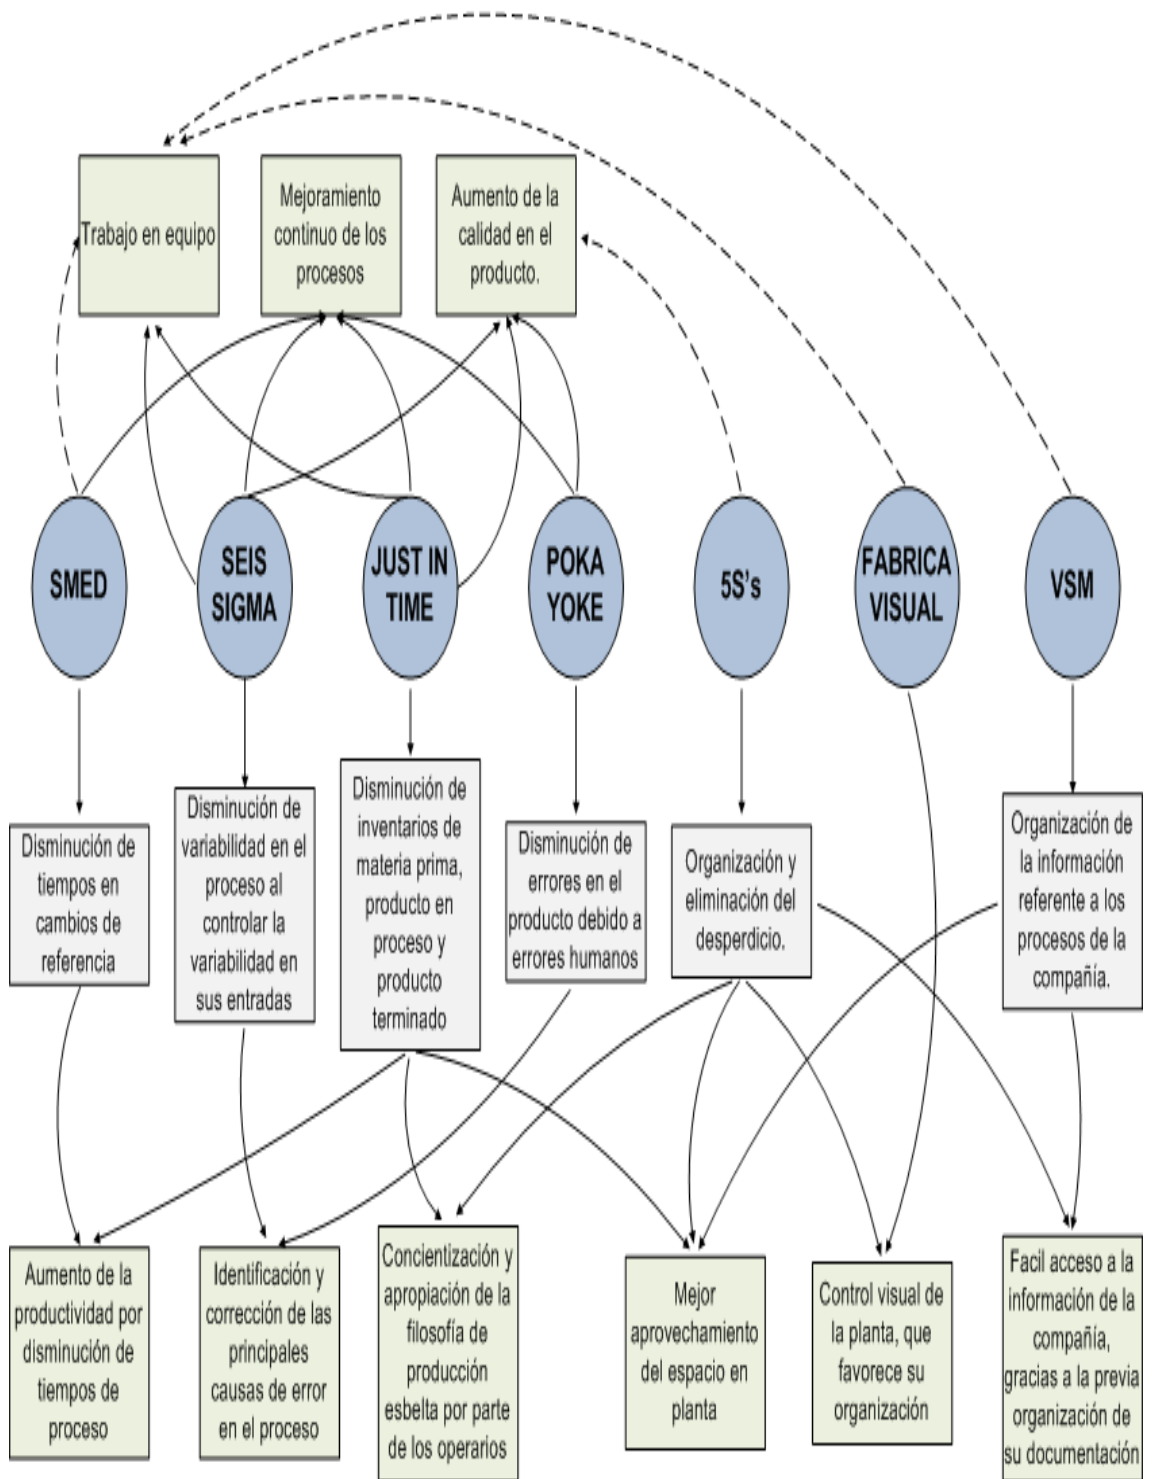 Trabajo en equipo
Mejoramiento
continuo de los
procesos
Aumento de la
calidad en el
producto.
SMED
SEIS
SIGMA
JUST IN
TIME
POKA
YOKE
5S's
FABRICA
VISUAL
VSM
Disminución de
tiempos en
cambios de
referencia
Disminución de
variabilidad en el
proceso al
controlar la
variabilidad en
sus entradas
Disminución de
inventarios de
materia prima,
producto en
proceso y
producto
terminado
Disminución de
errores en el
producto debido a
errores humanos
Organización y
eliminación del
desperdicio.
Organización de
la información
referente a los
procesos de la
compañía.
Aumento de la
productividad por
disminución de
tiempos de
proceso
Identificación y
corrección de las
principales
causas de error
en el proceso
Concientización y
apropiación de la
filosofía de
producción
esbelta por parte
de los operarios
Mejor
aprovechamiento
del espacio en
planta
Control visual de
la planta, que
favorece su
organización
Facil acceso a la
información de la
compañía,
gracias a la previa
organización de
su documentación